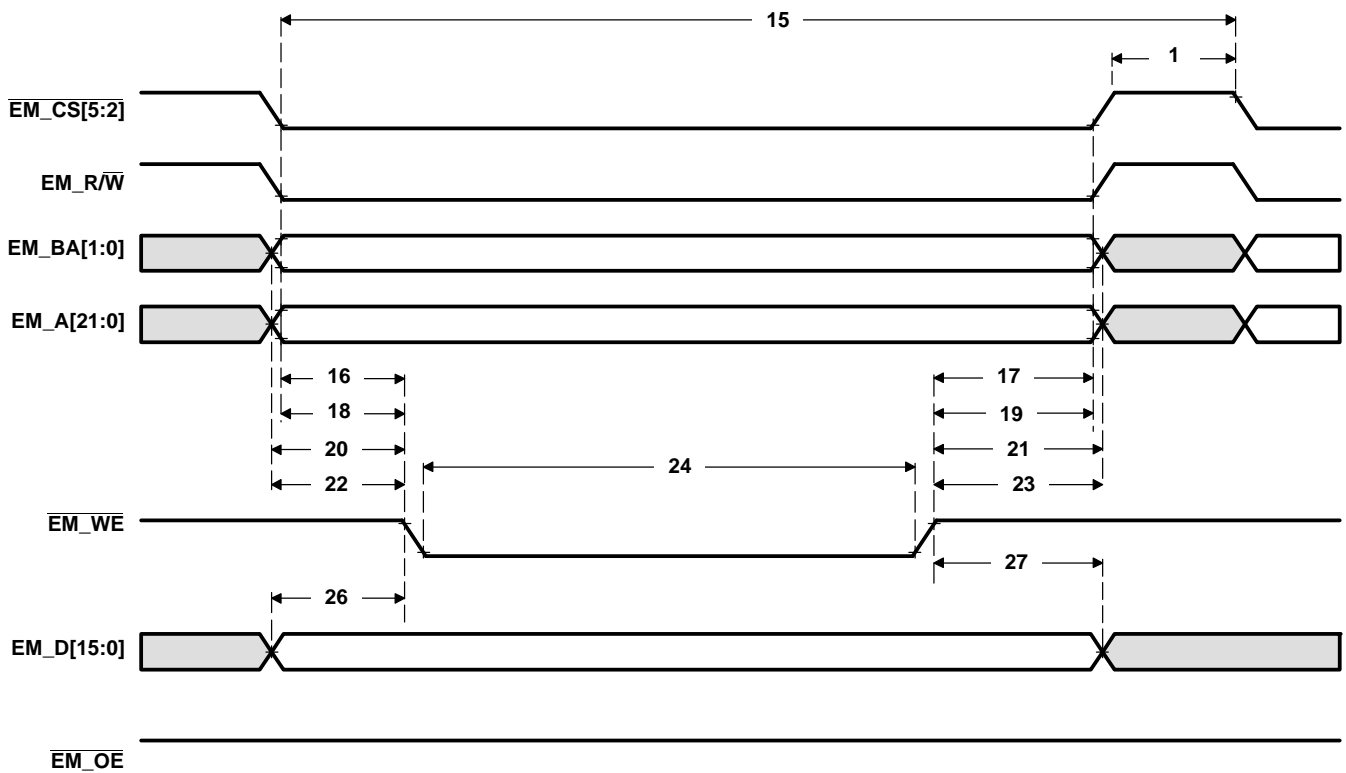 15
1
EM_CS[5:2]
EM_R/W
EM_BA[1:0]
EM_A[21:0]
16 17
18 19
20 21
24
22 23
EM_WE
27
26
EM_D[15:0]
EM_OE